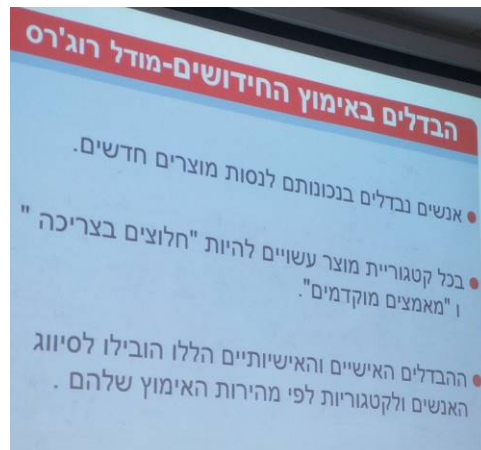 הבדלים באימוץ החידושים-מודל רוג'רס
אנשים נבדלים בנכונותם לנסות מוצרים חדשים.
בכל קטגוריית מוצר עשויים להיות "חלוצים בצריכה "
ו "מאמצים מוקדמים".
ההבדלים האישיים והאישיותיים הללו הובילו לסיווג
האנשים ולקטגוריות לפי מהירות האימוץ שלהם .